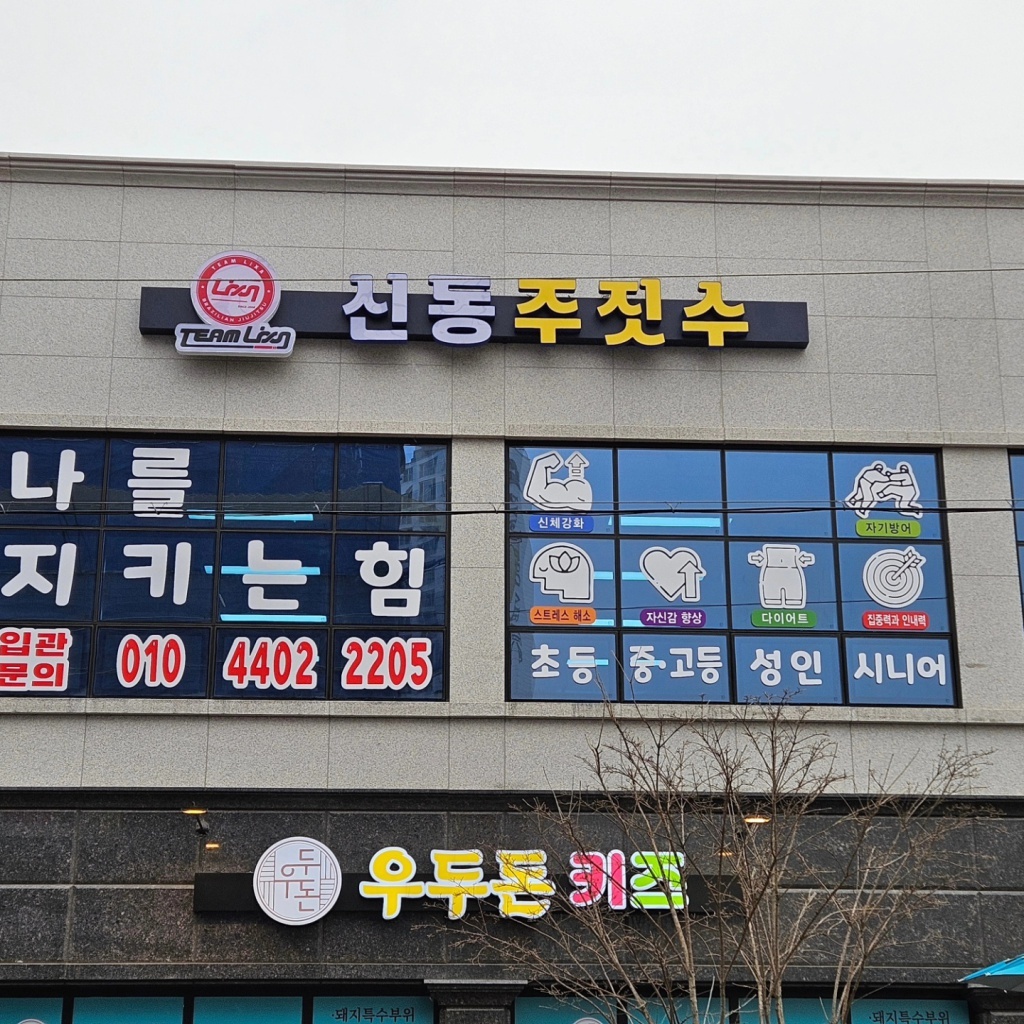 TEAM LIXN
BRAZILIAN JIUJITSU
TEAM Lixn
신동주짓수
나를
지키는 힘
입관
문의
010 4402 2205
신체강화
자기방어
스트레스 해소
자신감 향상
다이어트
집중력과 인내력
초등 중·고등 성인 시니어
우두돈
우두돈 키즈
·돼지특수부위
·돼지특수부위